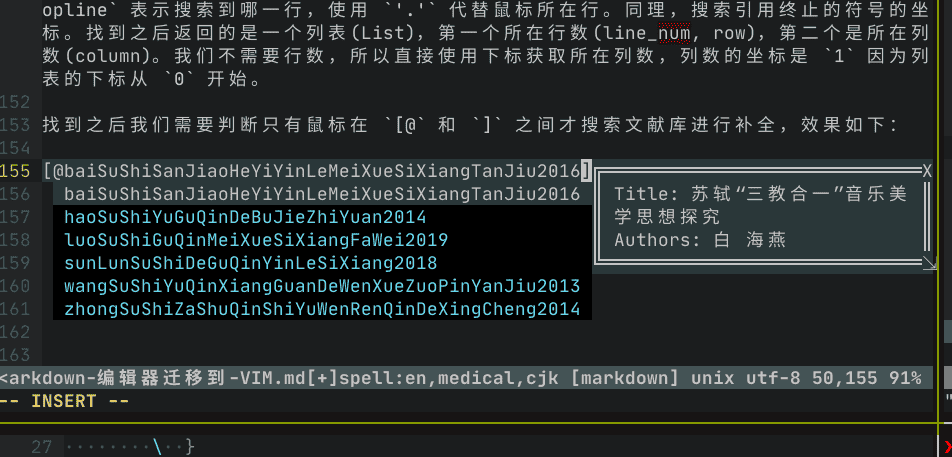 opline` 表示搜索到哪一行，使用 `'.'` 代替鼠标所在行。同理，搜索引用终止的符号的坐
标。找到之后返回的是一个列表(List)，第一个所在行数(line_num, row)，第二个是所在列
数(column)。我们不需要行数，所以直接使用下标获取所在列数，列数的坐标是 `1` 因为列
表的下标从 `0` 开始。
152
153 找到之后我们需要判断只有鼠标在 `[@` 和 `]` 之间才搜索文献库进行补全，效果如下：
154
155 [@baiSuShiSanJiaoHeYiYinLeMeiXueSiXiangTanJiu2016] X
156 baiSuShiSanJiaoHeYiYinLeMeiXueSiXiangTanJiu2016 Title: 苏轼“三教合一”音乐美
157 haoSuShiYuGuQinDeBuJieZhiYuan2014 学思想探究
158 luoSuShiGuQinMeiXueSiXiangFaWei2019 Authors: 白 海燕
159 sunLunSuShiDeGuQinYinLeSiXiang2018
160 wangSuShiYuQinXiangGuanDeWenXueZuoPinYanJiu2013
161 zhongSuShiZaShuQinShiYuWenRenQinDeXingCheng2014
162
163
<arkdown-编辑器迁移到-VIM.md[+]spell:en,medical,cjk [markdown] unix utf-8 50,155 91%
-- INSERT --
27 ········\··}